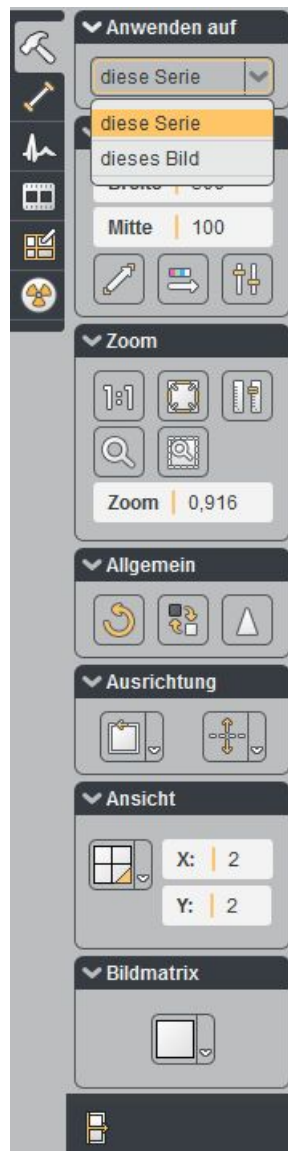 Anwenden auf
diese Serie
diese Serie
dieses Bild
Mitte 100
Zoom
1:1
Zoom 0,916
Allgemein
Ausrichtung
Ansicht
X: 2
Y: 2
Bildmatrix